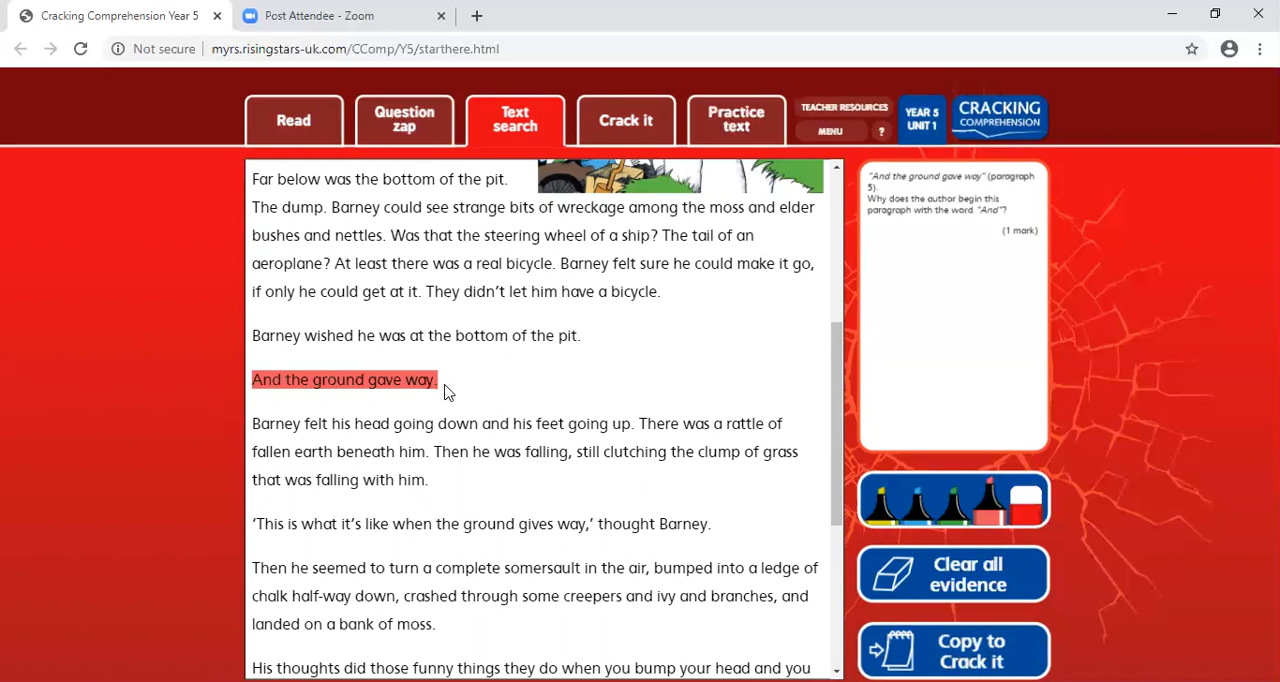 Cracking Comprehension Year 5
Post Attendee - Zoom
Not secure
myrs.risingstars-uk.com/CComp/Y5/starthere.html
Read
Question
zap
Text
search
Crack it
Practice
text
TEACHER RESOURCES
MENU
?
YEAR 5
UNIT 1
CRACKING
COMPREHENSION
Far below was the bottom of the pit.
The dump. Barney could see strange bits of wreckage among the moss and elder
bushes and nettles. Was that the steering wheel of a ship? The tail of an
aeroplane? At least there was a real bicycle. Barney felt sure he could make it go,
if only he could get at it. They didn't let him have a bicycle.
Barney wished he was at the bottom of the pit.
And the ground gave way.
Barney felt his head going down and his feet going up. There was a rattle of
fallen earth beneath him. Then he was falling, still clutching the clump of grass
that was falling with him.
‘This is what it's like when the ground gives way,’ thought Barney.
Then he seemed to turn a complete somersault in the air, bumped into a ledge of
chalk half-way down, crashed through some creepers and ivy and branches, and
landed on a bank of moss.
His thoughts did those funny things they do when you bump your head and you
"And the ground gave way" (paragraph
5).
Why does the author begin this
paragraph with the word "And"?
(1 mark)
Clear all
evidence
Copy to
Crack it